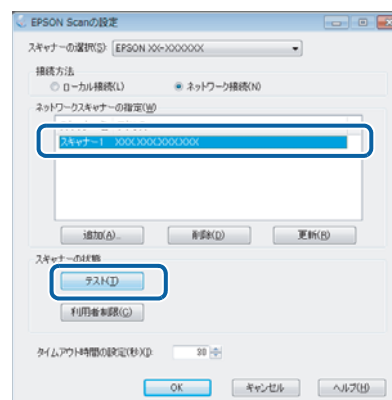 EPSON Scanの設定
スキャナーの選択(S): EPSON XX-XXXXXX
接続方法
ローカル接続(L) ネットワーク接続(N)
ネットワークスキャナーの指定(W)
スキャナー1 XXX.XXX.XXX.XXX
追加(A)... 削除(D) 更新(R)
スキャナーの状態
テスト(T)
利用者制限(C)
タイムアウト時間の設定(秒)(X): 30
OK キャンセル ヘルプ(H)